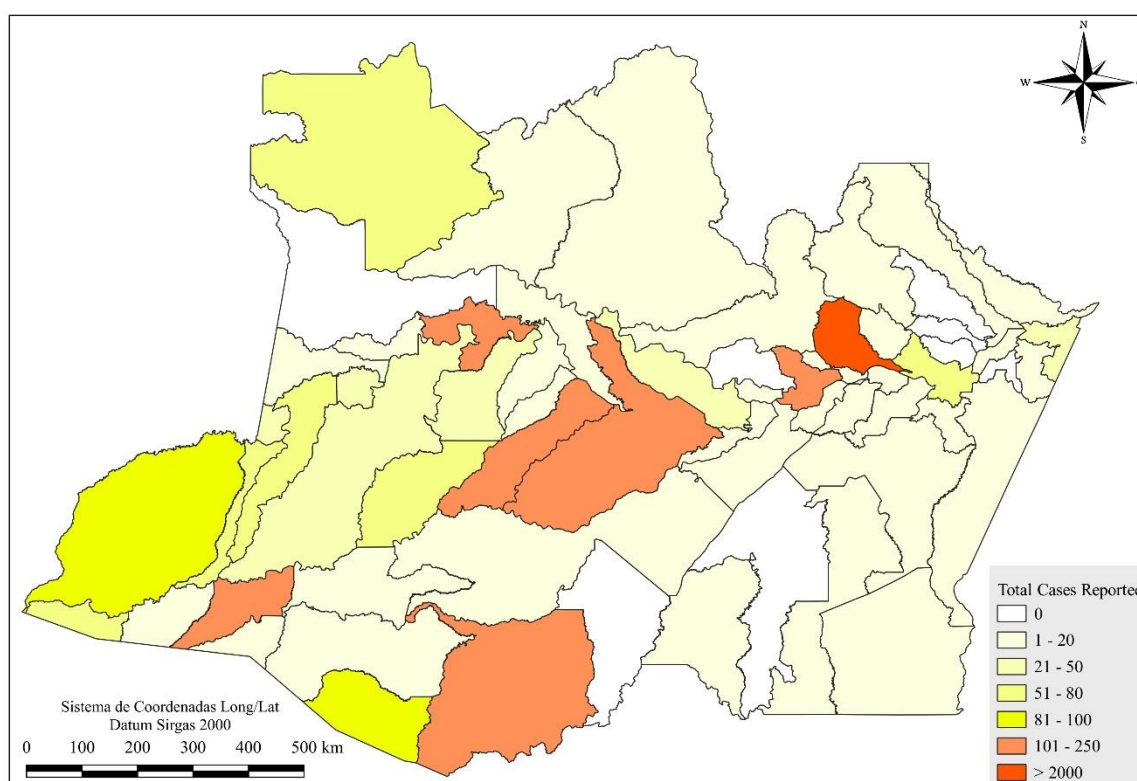 N
W
S
Total Cases Reported
0
1 - 20
21 - 50
51 - 80
81 - 100
101 - 250
> 2000
Sistema de Coordenadas Long/Lat
Datum Sirgas 2000
0 100 200 300 400 500 km